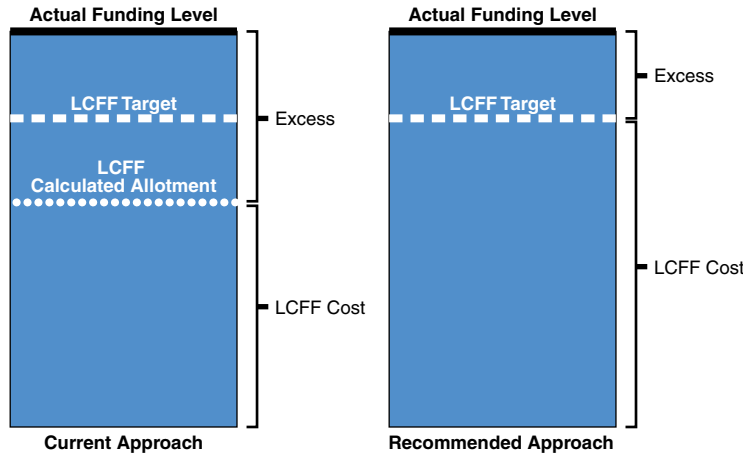 Actual Funding Level
LCFF Target
Excess
LCFF
Calculated Allotment
LCFF Cost
Current Approach
Actual Funding Level
Excess
LCFF Target
LCFF Cost
Recommended Approach